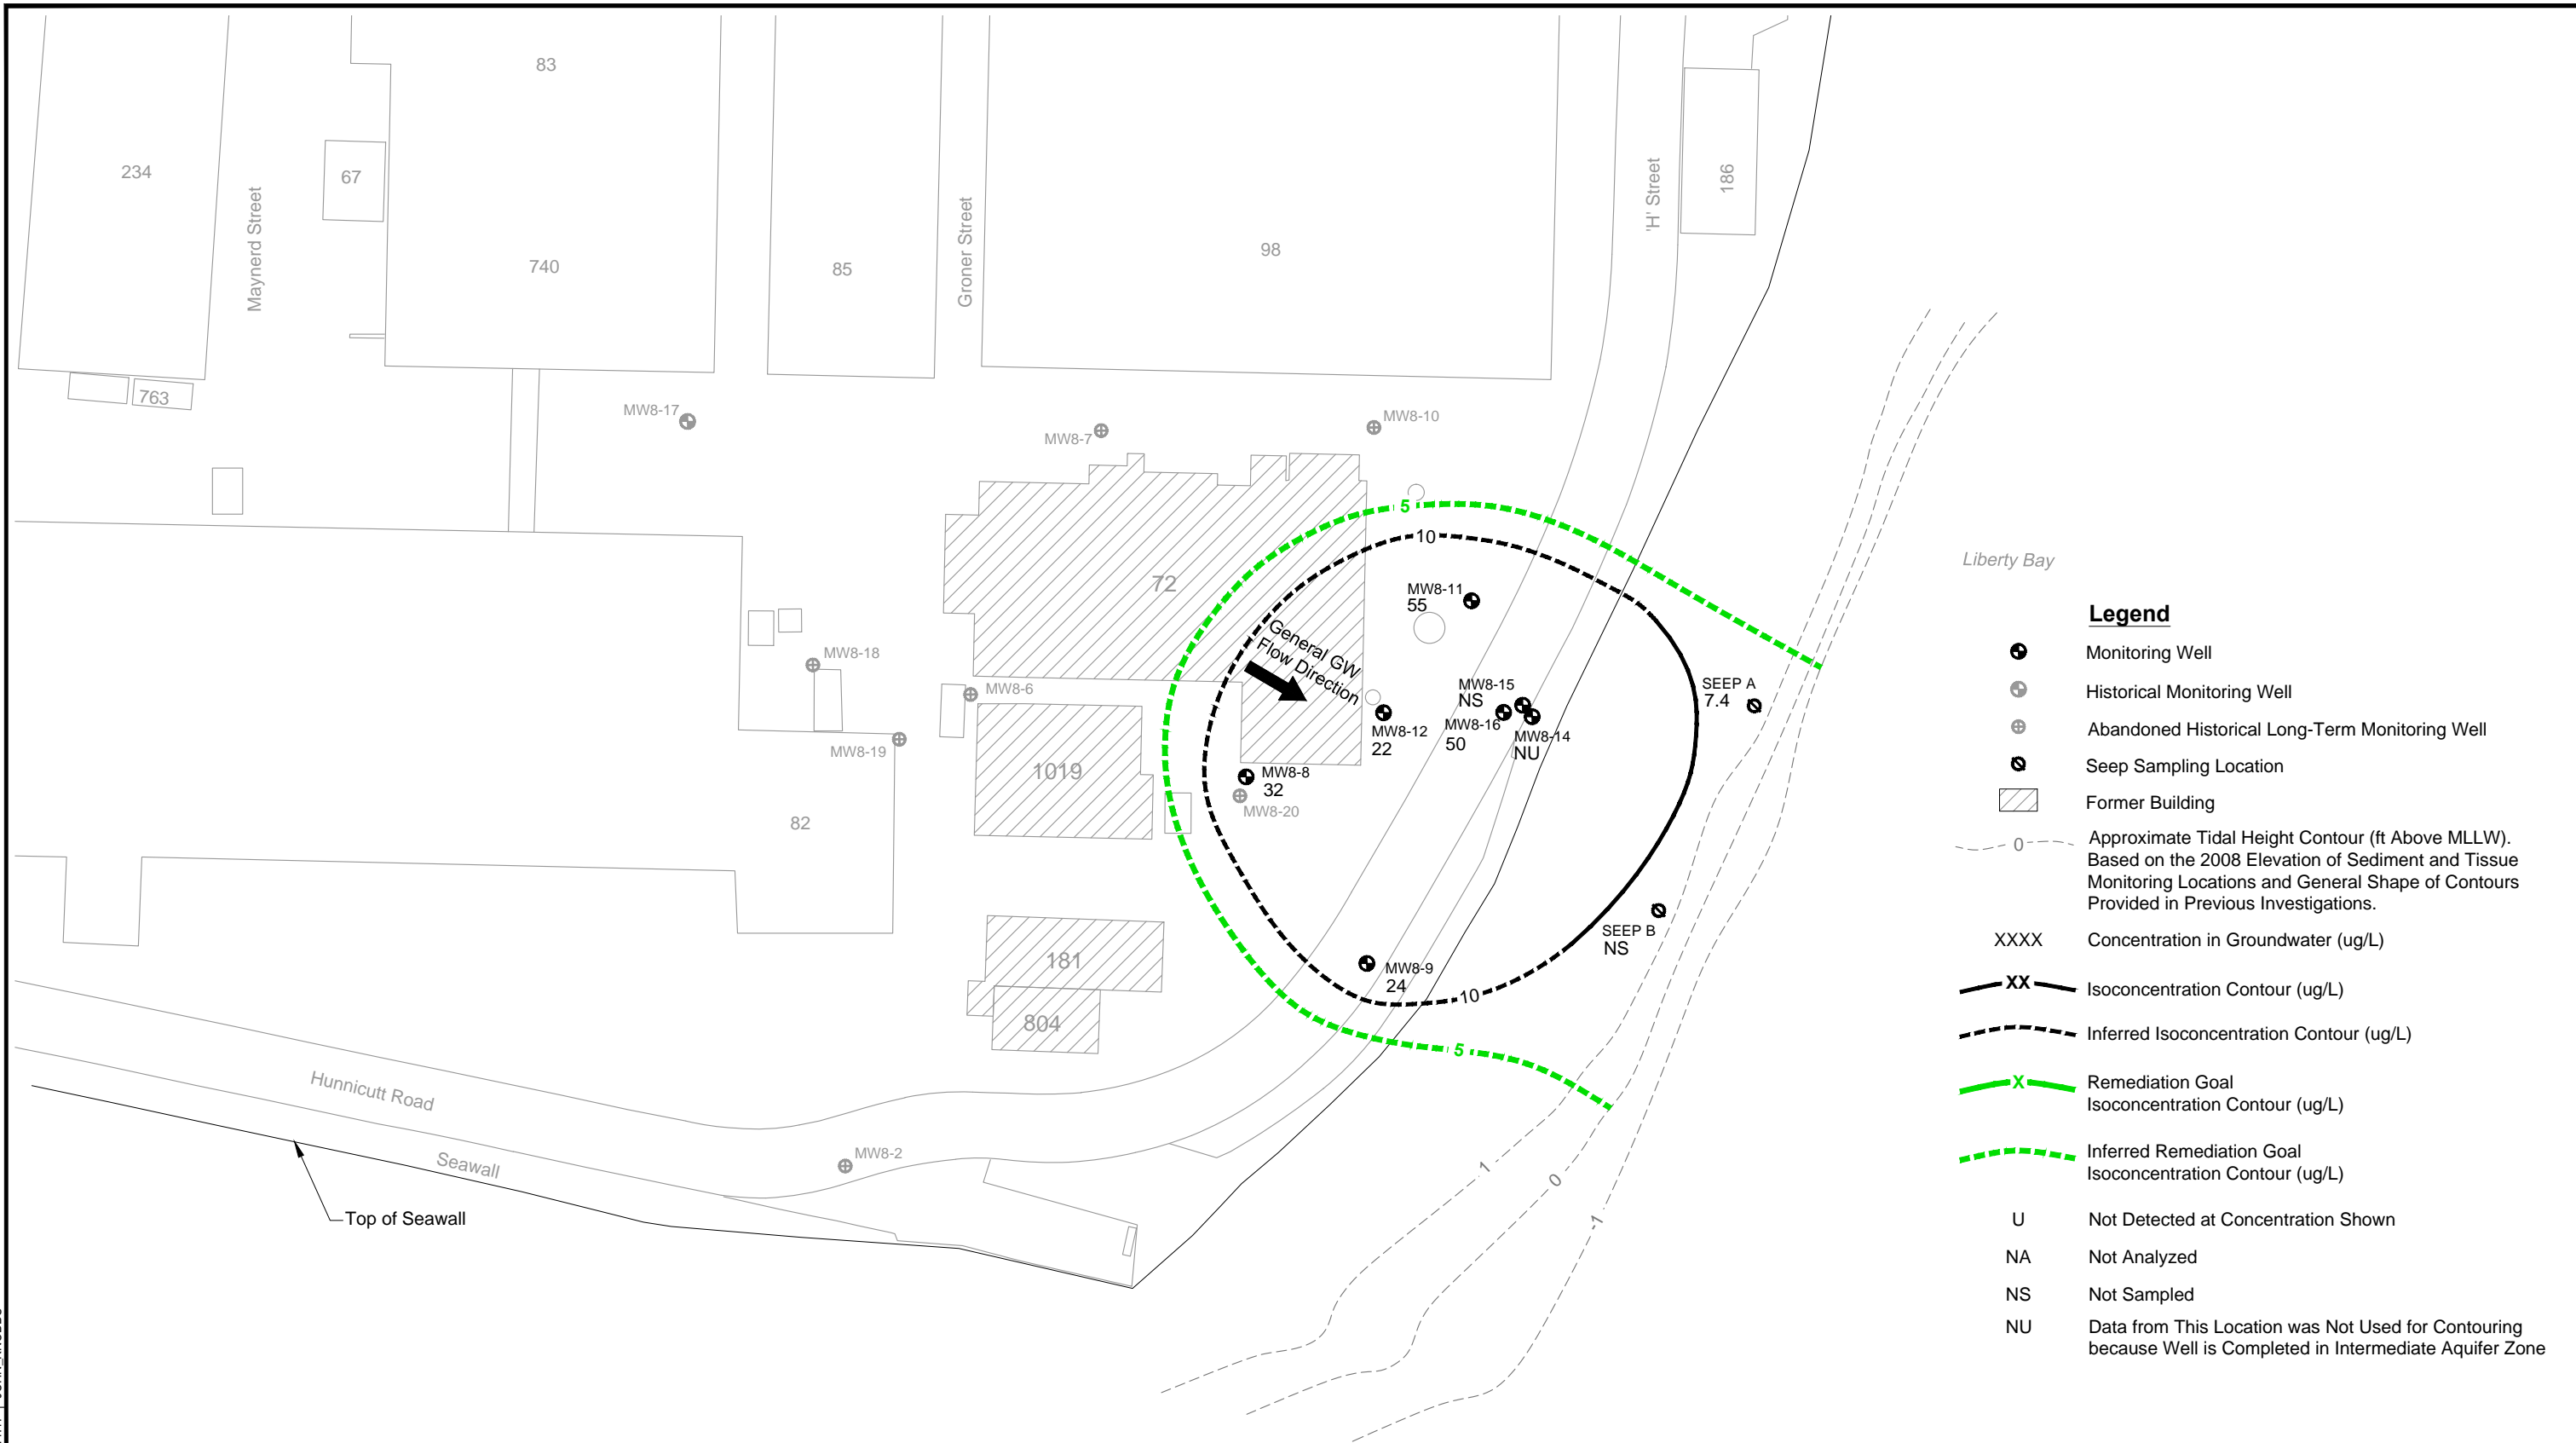 83
234
67
Maynerd Street
740
85
Groner Street
98
'H' Street
186
763
MW8-17
MW8-7
MW8-10
5
10
Liberty Bay
72
MW8-11
55
General GW
Flow Direction
MW8-18
MW8-6
MW8-15
NS
MW8-16
50
MW8-14
NU
SEEP A
7.4
MW8-12
22
MW8-19
1019
MW8-8
32
MW8-20
82
SEEP B
NS
181
MW8-9
24
10
804
5
Hunnicutt Road
Seawall
MW8-2
Top of Seawall
1
0
-1
Legend
Monitoring Well
Historical Monitoring Well
Abandoned Historical Long-Term Monitoring Well
Seep Sampling Location
Former Building
0 Approximate Tidal Height Contour (ft Above MLLW).
Based on the 2008 Elevation of Sediment and Tissue
Monitoring Locations and General Shape of Contours
Provided in Previous Investigations.
XXXX Concentration in Groundwater (ug/L)
XX Isoconcentration Contour (ug/L)
Inferred Isoconcentration Contour (ug/L)
X Remediation Goal
Isoconcentration Contour (ug/L)
Inferred Remediation Goal
Isoconcentration Contour (ug/L)
U Not Detected at Concentration Shown
NA Not Analyzed
NS Not Sampled
NU Data from This Location was Not Used for Contouring
because Well is Completed in Intermediate Aquifer Zone